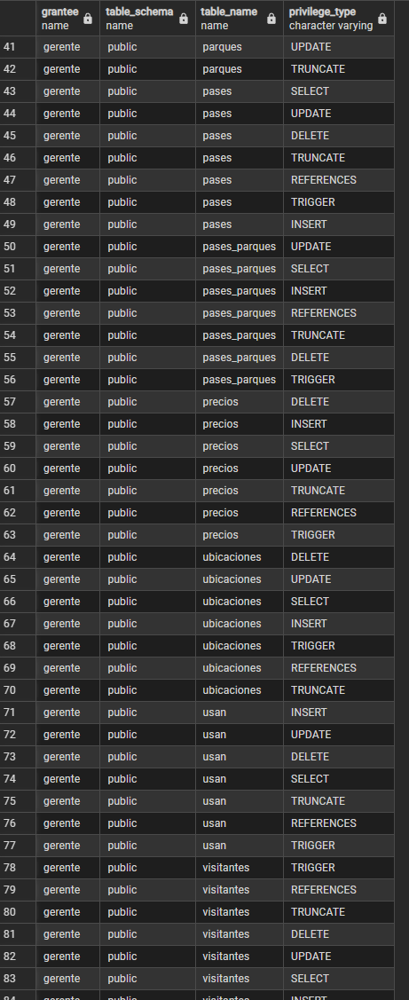 grantee table_schema table_name privilege_type
name name name character varying
41 gerente public parques UPDATE
42 gerente public parques TRUNCATE
43 gerente public pases SELECT
44 gerente public pases UPDATE
45 gerente public pases DELETE
46 gerente public pases TRUNCATE
47 gerente public pases REFERENCES
48 gerente public pases TRIGGER
49 gerente public pases INSERT
50 gerente public pases_parques UPDATE
51 gerente public pases_parques SELECT
52 gerente public pases_parques INSERT
53 gerente public pases_parques REFERENCES
54 gerente public pases_parques TRUNCATE
55 gerente public pases_parques DELETE
56 gerente public pases_parques TRIGGER
57 gerente public precios DELETE
58 gerente public precios INSERT
59 gerente public precios SELECT
60 gerente public precios UPDATE
61 gerente public precios TRUNCATE
62 gerente public precios REFERENCES
63 gerente public precios TRIGGER
64 gerente public ubicaciones DELETE
65 gerente public ubicaciones UPDATE
66 gerente public ubicaciones SELECT
67 gerente public ubicaciones INSERT
68 gerente public ubicaciones TRIGGER
69 gerente public ubicaciones REFERENCES
70 gerente public ubicaciones TRUNCATE
71 gerente public usan INSERT
72 gerente public usan UPDATE
73 gerente public usan DELETE
74 gerente public usan SELECT
75 gerente public usan TRUNCATE
76 gerente public usan REFERENCES
77 gerente public usan TRIGGER
78 gerente public visitantes TRIGGER
79 gerente public visitantes REFERENCES
80 gerente public visitantes TRUNCATE
81 gerente public visitantes DELETE
82 gerente public visitantes UPDATE
83 gerente public visitantes SELECT
84 gerente public visitantes INSERT